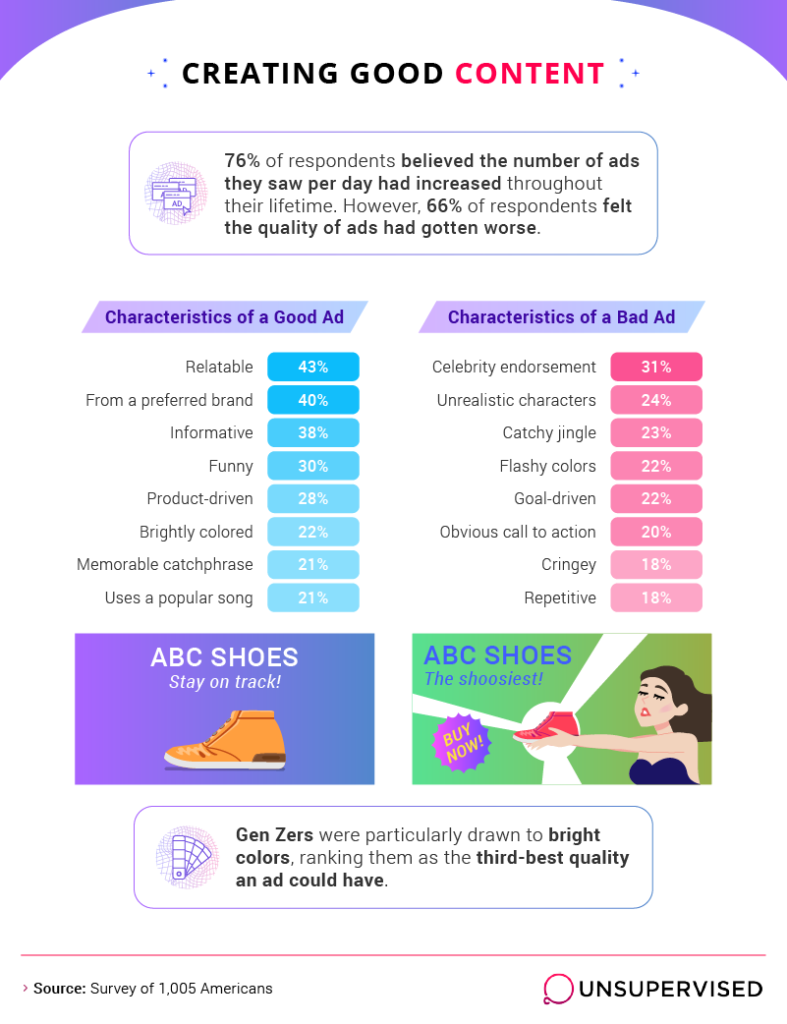 CREATING GOOD CONTENT
76% of respondents believed the number of ads
they saw per day had increased throughout
their lifetime. However, 66% of respondents felt
the quality of ads had gotten worse.
AD
Characteristics of a Good Ad
Relatable 43%
From a preferred brand 40%
Informative 38%
Funny 30%
Product-driven 28%
Brightly colored 22%
Memorable catchphrase 21%
Uses a popular song 21%
Characteristics of a Bad Ad
Celebrity endorsement 31%
Unrealistic characters 24%
Catchy jingle 23%
Flashy colors 22%
Goal-driven 22%
Obvious call to action 20%
Cringey 18%
Repetitive 18%
ABC SHOES
Stay on track!
ABC SHOES
The shoosiest!
BUY
NOW!
Gen Zers were particularly drawn to bright
colors, ranking them as the third-best quality
an ad could have.
› Source: Survey of 1,005 Americans
UNSUPERVISED